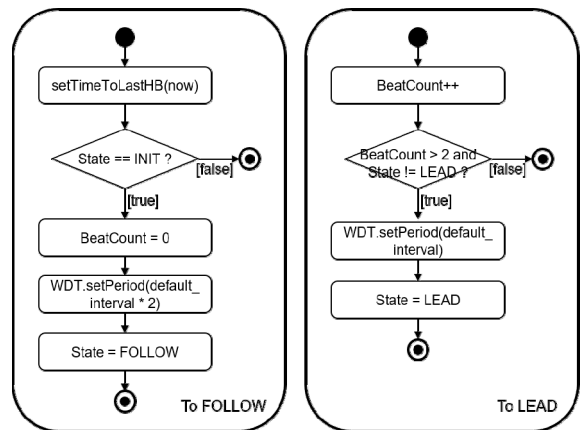 setTimeToLastHB(now)
State == INIT ?
[false]
[true]
BeatCount = 0
WDT.setPeriod(default_
interval * 2)
State = FOLLOW
To FOLLOW
BeatCount++
BeatCount > 2 and
State != LEAD ?
[false]
[true]
WDT.setPeriod(default_
interval)
State = LEAD
To LEAD